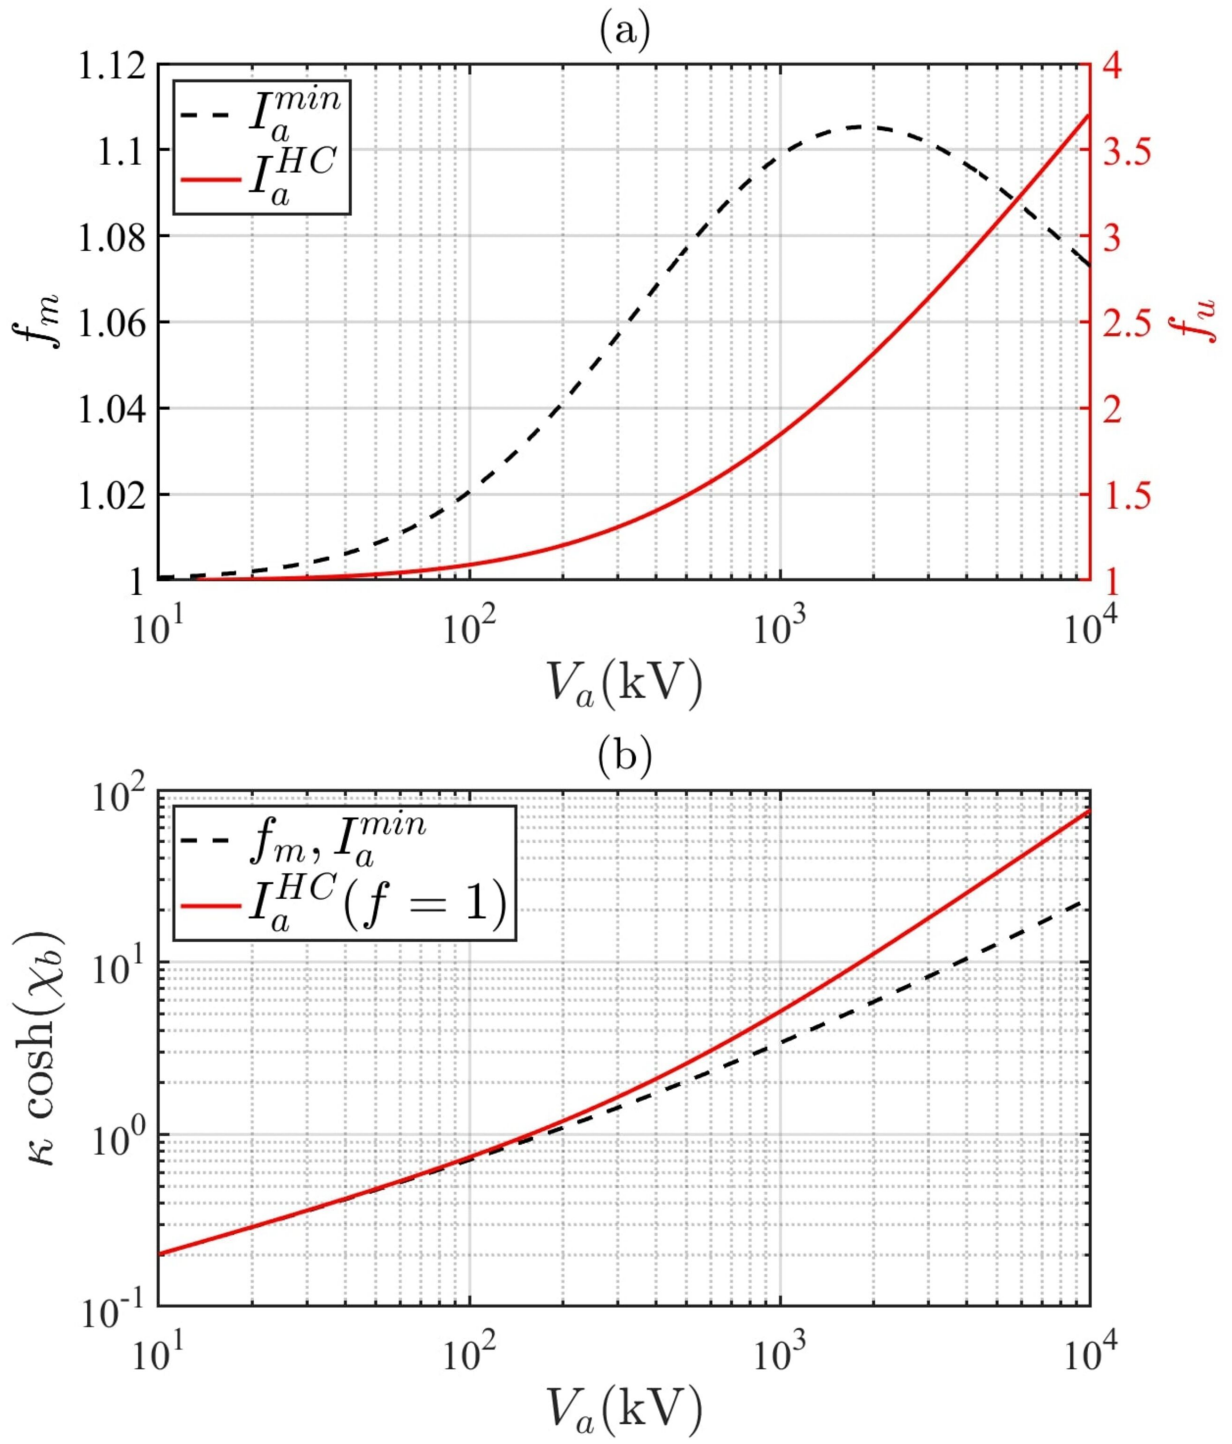 (a)
1.12
1.1
1.08
1.06
1.04
1.02
1
f_m
I_a^{min}
I_a^{HC}
4
3.5
3
2.5
2
1.5
1
f_u
10^1
10^2
10^3
10^4
V_a(kV)
(b)
10^2
10^1
10^0
10^{-1}
κ cosh(χ_b)
f_m, I_a^{min}
I_a^{HC}(f = 1)
10^1
10^2
10^3
10^4
V_a(kV)